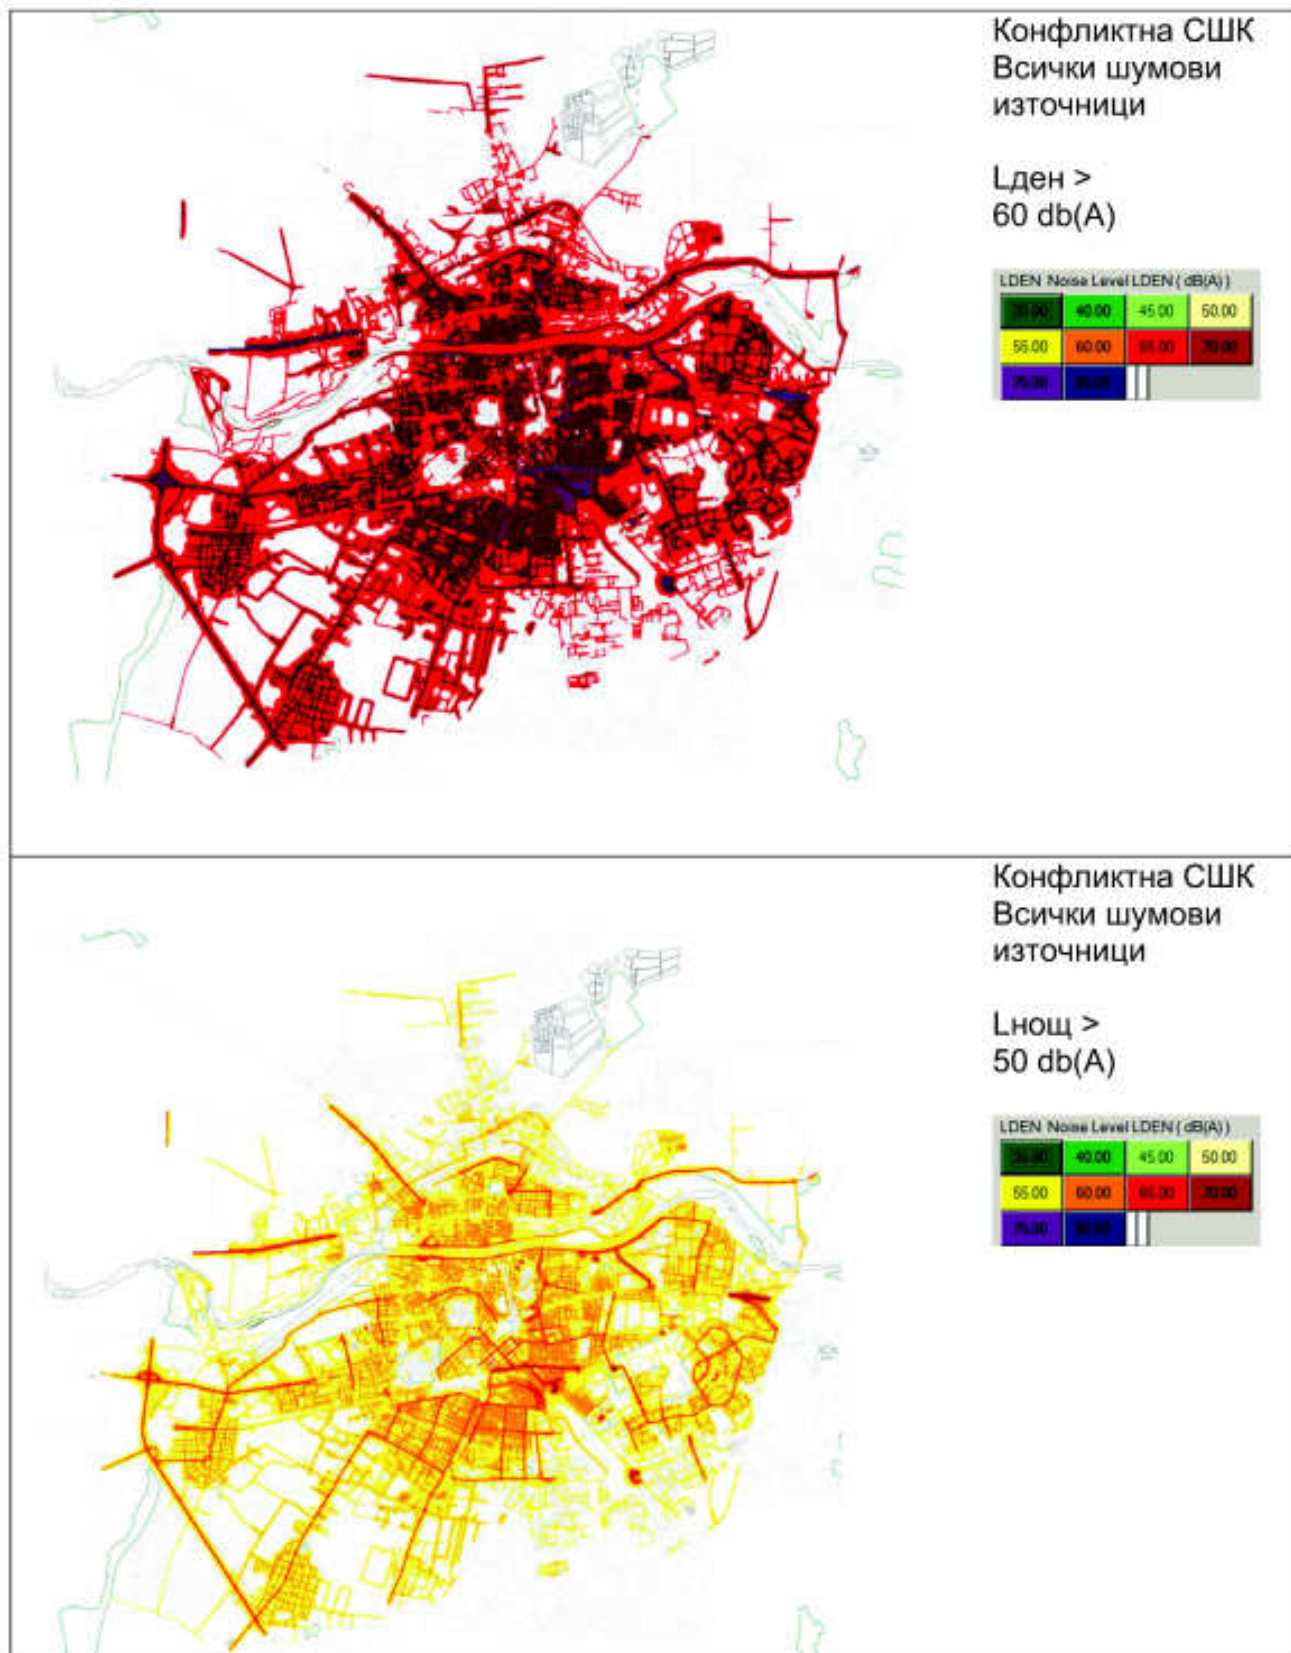 Конфликтна СШК
Всички шумови
източници
Lден >
60 db(A)
LDEN Noise Level LDEN ( dB(A) )
40.00 45.00 50.00
55.00 60.00 65.00 70.00
75.00 80.00
Конфликтна СШК
Всички шумови
източници
Lнощ >
50 db(A)
LDEN Noise Level LDEN ( dB(A) )
40.00 45.00 50.00
55.00 60.00 65.00 70.00
75.00